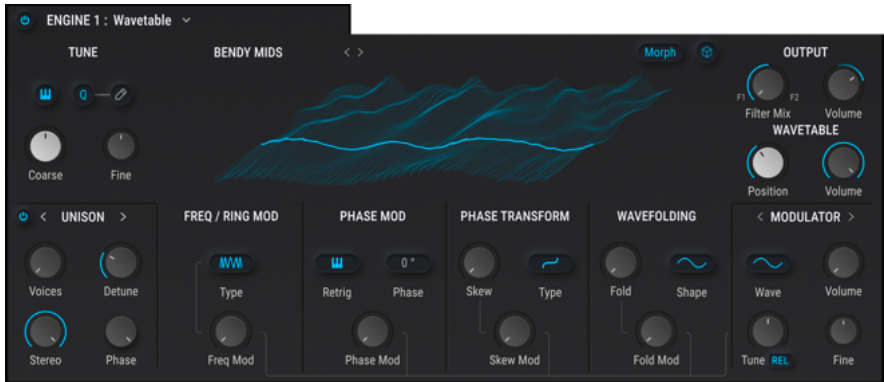 ENGINE 1 : Wavetable
TUNE
BENDY MIDS
< >
Morph
OUTPUT
Q
F1
F2
Filter Mix
Volume
WAVETABLE
Coarse
Fine
Position
Volume
< UNISON >
FREQ / RING MOD
PHASE MOD
PHASE TRANSFORM
WAVEFOLDING
< MODULATOR >
0 °
Voices
Detune
Type
Retrig
Phase
Skew
Type
Fold
Shape
Wave
Volume
Stereo
Phase
Freq Mod
Phase Mod
Skew Mod
Fold Mod
Tune REL
Fine